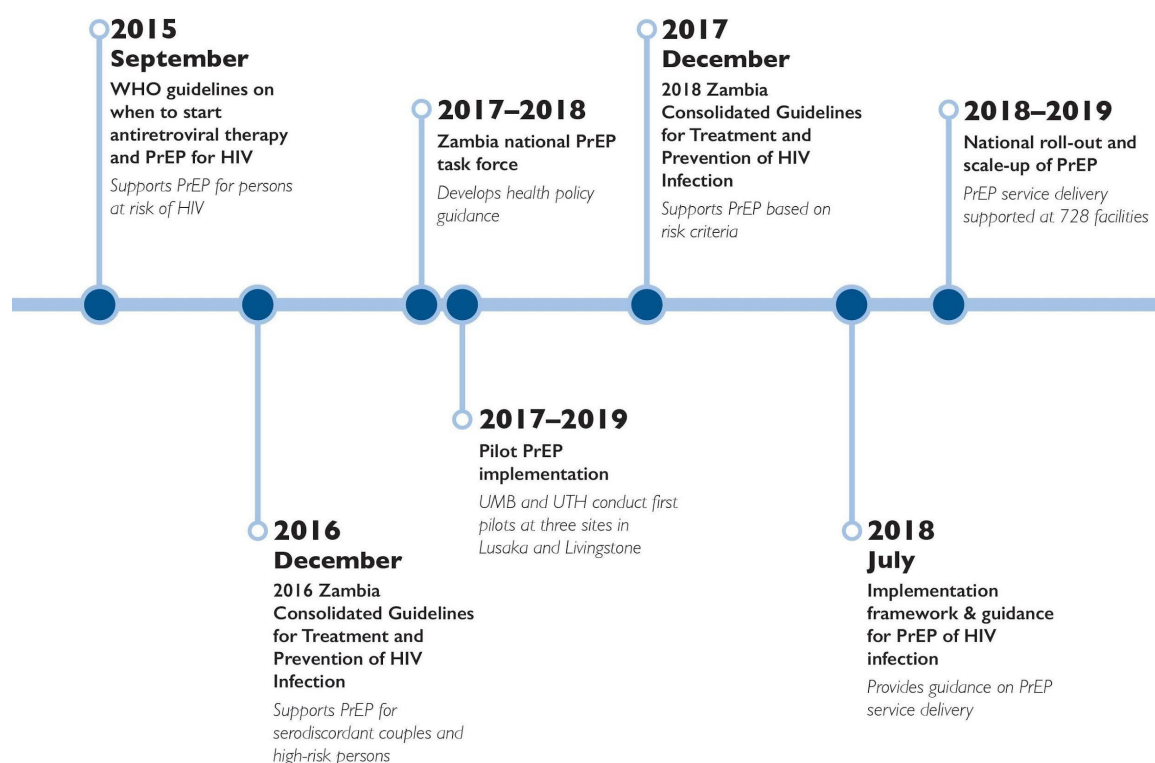 2015
September
WHO guidelines on
when to start
antiretroviral therapy
and PrEP for HIV
Supports PrEP for persons
at risk of HIV
2016
December
2016 Zambia
Consolidated Guidelines
for Treatment and
Prevention of HIV
Infection
Supports PrEP for
serodiscordant couples and
high-risk persons
2017–2018
Zambia national PrEP
task force
Develops health policy
guidance
2017–2019
Pilot PrEP
implementation
UMB and UTH conduct first
pilots at three sites in
Lusaka and Livingstone
2017
December
2018 Zambia
Consolidated Guidelines
for Treatment and
Prevention of HIV
Infection
Supports PrEP based on
risk criteria
2018
July
Implementation
framework & guidance
for PrEP of HIV
infection
Provides guidance on PrEP
service delivery
2018–2019
National roll-out and
scale-up of PrEP
PrEP service delivery
supported at 728 facilities